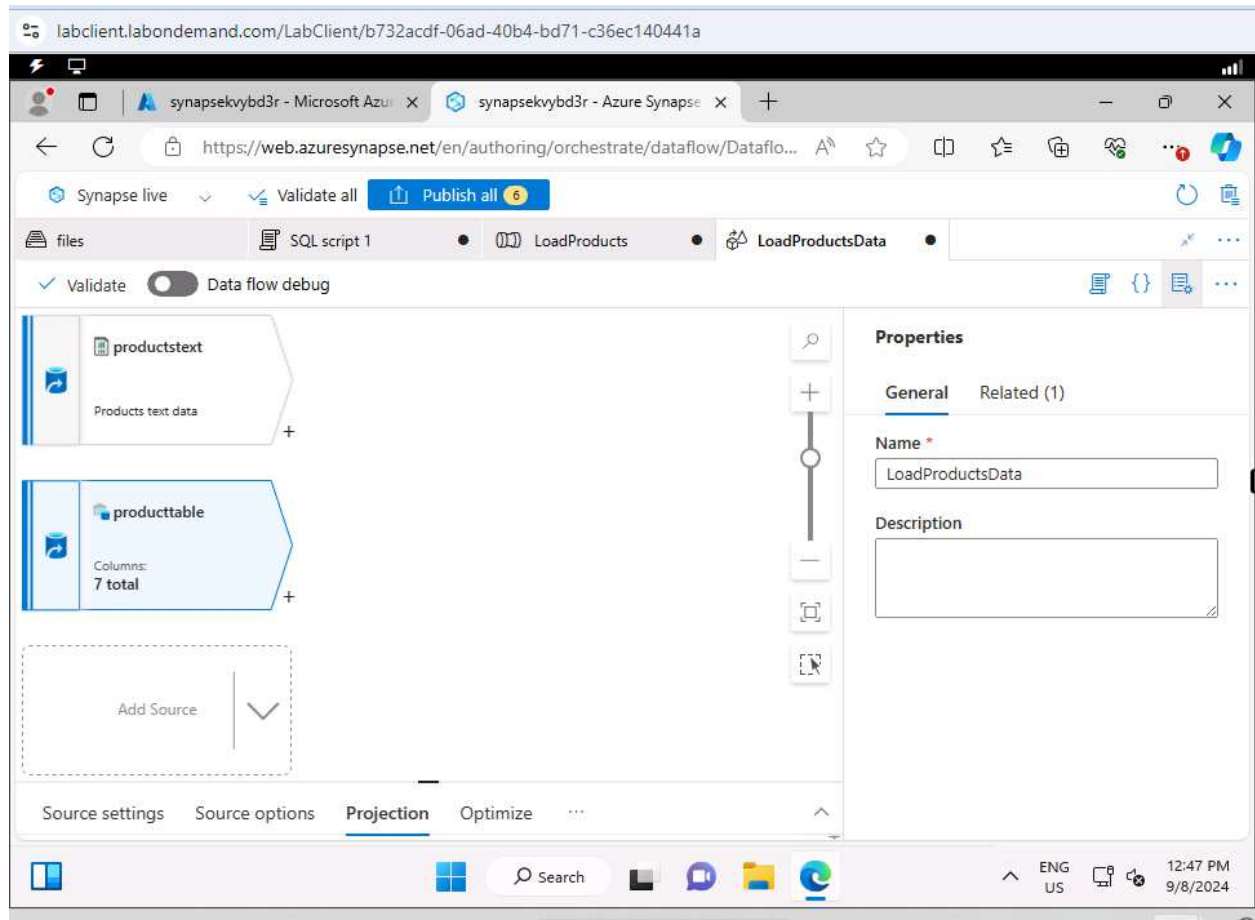 labclient.labondemand.com/LabClient/b732acdf-06ad-40b4-bd71-c36ec140441a
synapsekvybd3r - Microsoft Azu
synapsekvybd3r - Azure Synapse
https://web.azuresynapse.net/en/authoring/orchestrate/dataflow/Dataflo...
Synapse live
Validate all
Publish all 6
files
SQL script 1
LoadProducts
LoadProductsData
Validate
Data flow debug
productstext
Products text data
producttable
Columns:
7 total
Add Source
Properties
General
Related (1)
Name *
LoadProductsData
Description
Source settings
Source options
Projection
Optimize
Search
ENG
US
12:47 PM
9/8/2024